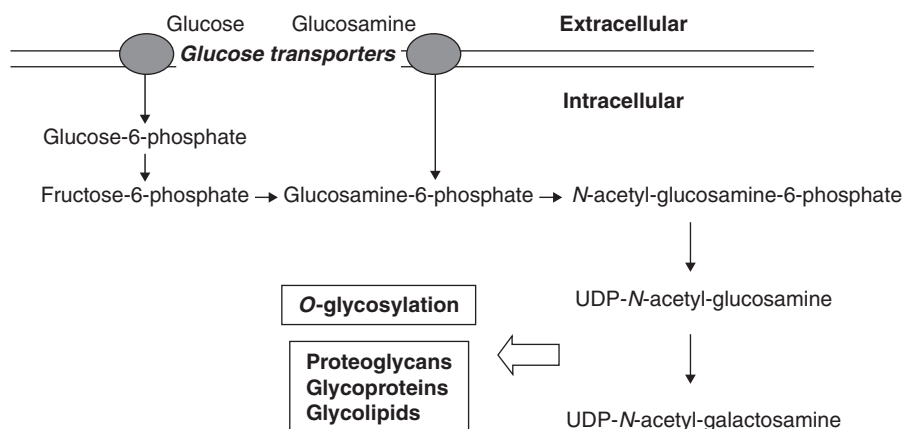 Glucose Glucosamine Extracellular
Glucose transporters
Intracellular
Glucose-6-phosphate
Fructose-6-phosphate Glucosamine-6-phosphate N-acetyl-glucosamine-6-phosphate
UDP-N-acetyl-glucosamine
O-glycosylation
Proteoglycans
Glycoproteins
Glycolipids
UDP-N-acetyl-galactosamine